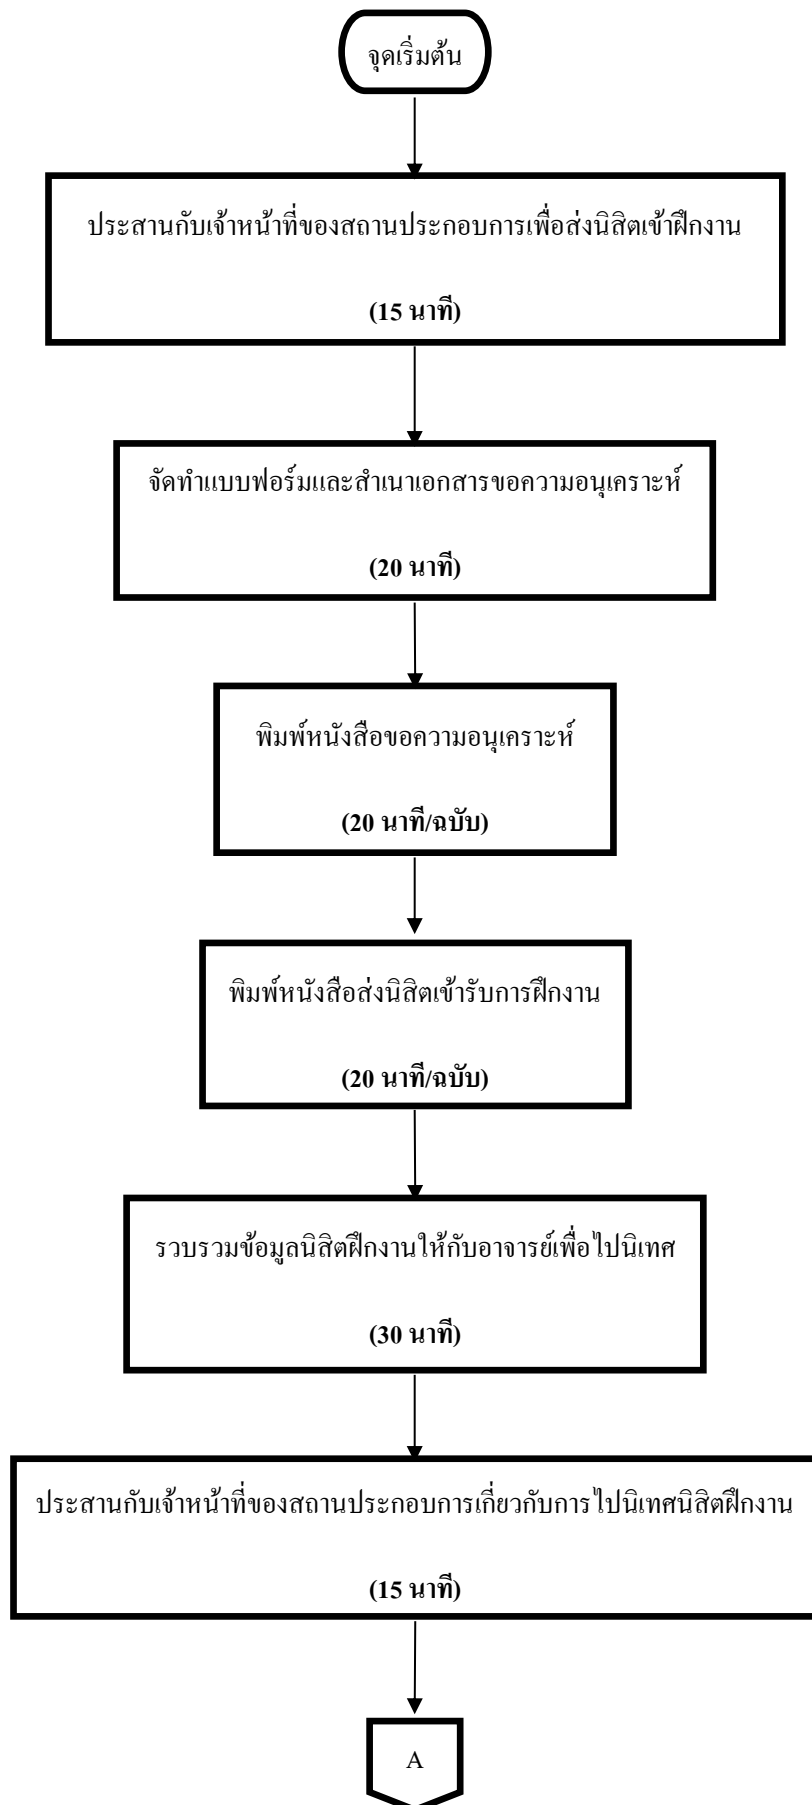 จุดเริ่มต้น
ประสานกับเจ้าหน้าที่ของสถานประกอบการเพื่อส่งนิสิตเข้าฝึกงาน
(15 นาที)
จัดทำแบบฟอร์มและสำเนาเอกสารขอความอนุเคราะห์
(20 นาที)
พิมพ์หนังสือขอความอนุเคราะห์
(20 นาที/ฉบับ)
พิมพ์หนังสือส่งนิสิตเข้ารับการฝึกงาน
(20 นาที/ฉบับ)
รวบรวมข้อมูลนิสิตฝึกงานให้กับอาจารย์เพื่อไปนิเทศ
(30 นาที)
ประสานกับเจ้าหน้าที่ของสถานประกอบการเกี่ยวกับการไปนิเทศนิสิตฝึกงาน
(15 นาที)
A